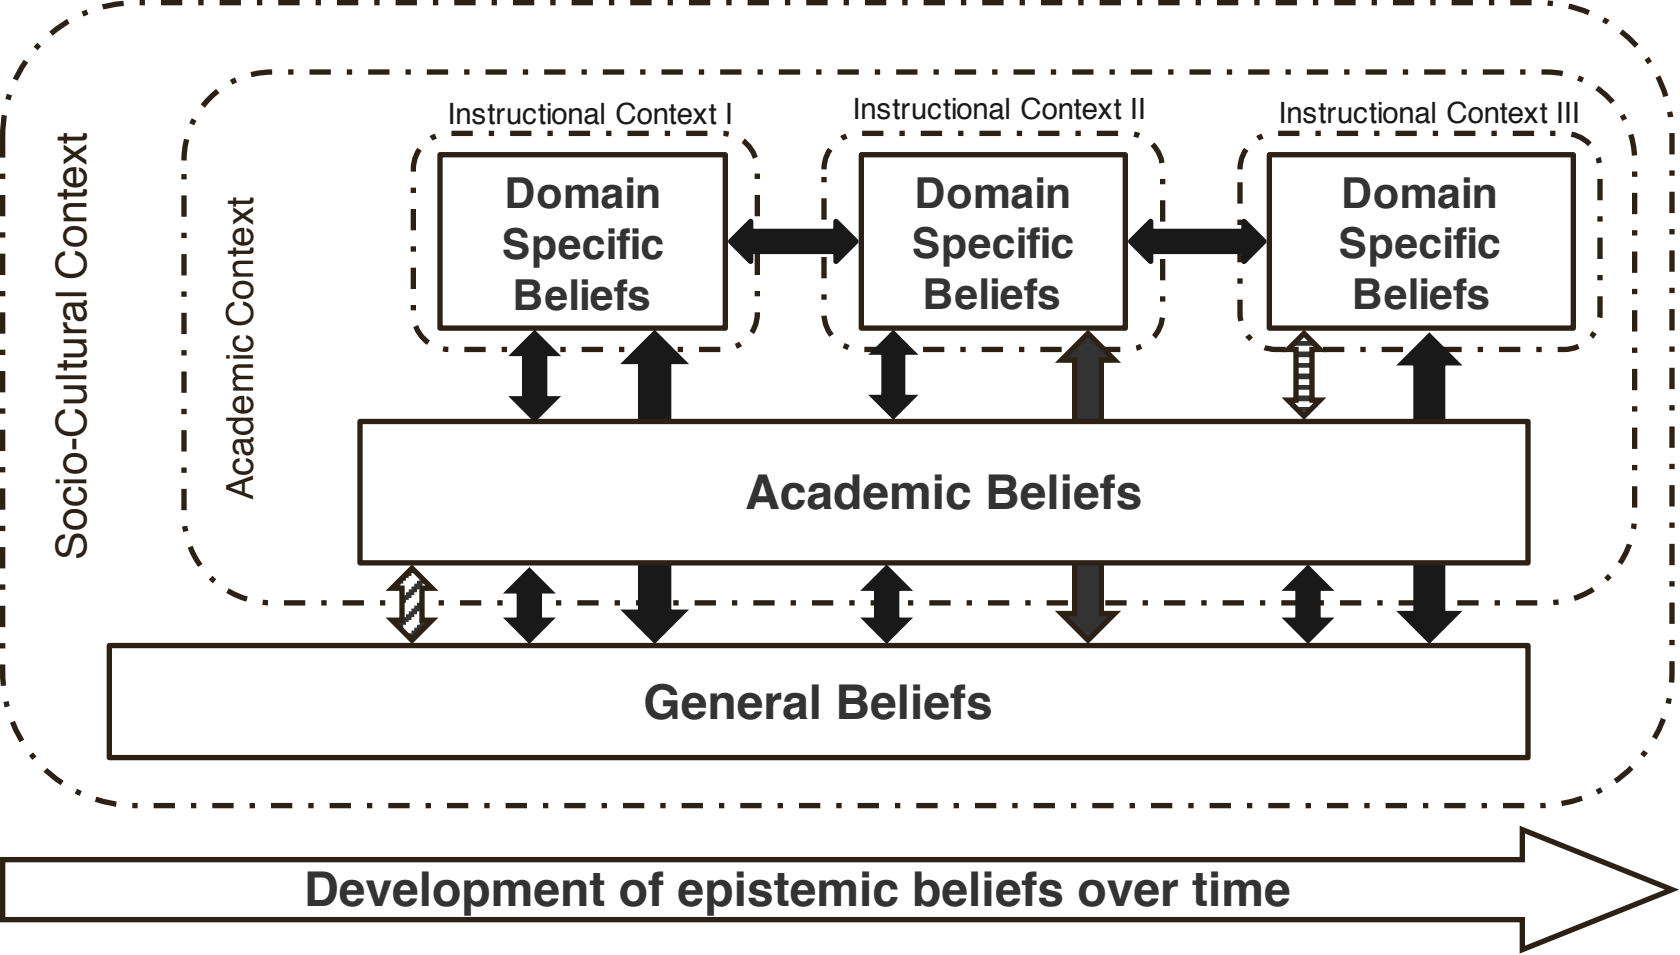 Socio-Cultural Context
Academic Context
Instructional Context I
Instructional Context II
Instructional Context III
Domain
Specific
Beliefs
Domain
Specific
Beliefs
Domain
Specific
Beliefs
Academic Beliefs
General Beliefs
Development of epistemic beliefs over time